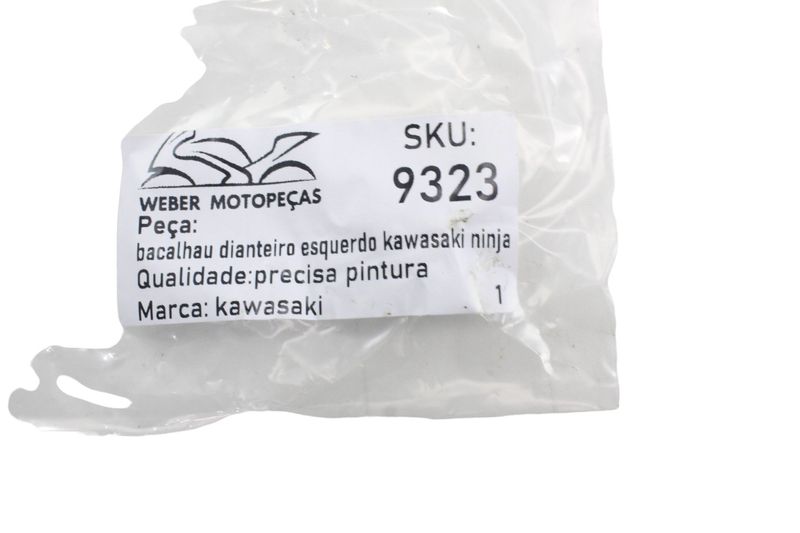 WEBER MOTOPEÇAS
SKU:
9323
Peça:
bacalhau dianteiro esquerdo kawasaki ninja
Qualidade:precisa pintura
Marca: kawasaki
1